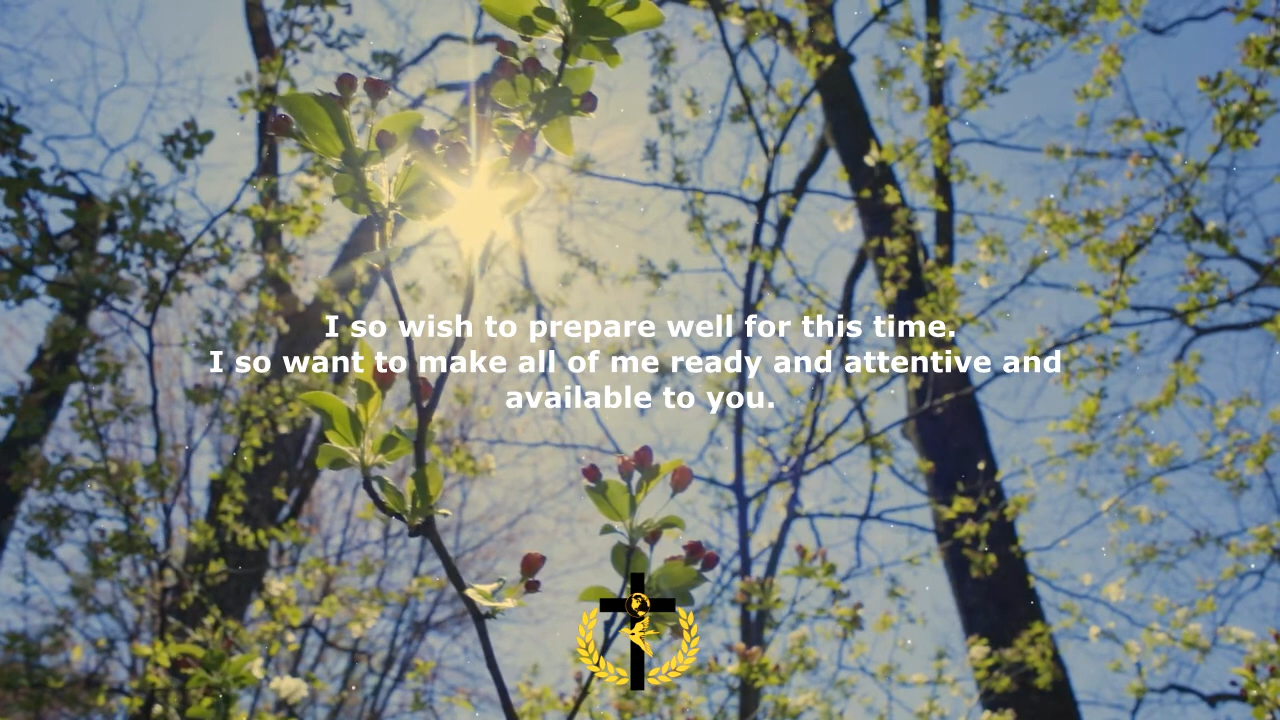 I so wish to prepare well for this time.
I so want to make all of me ready and attentive and
available to you.